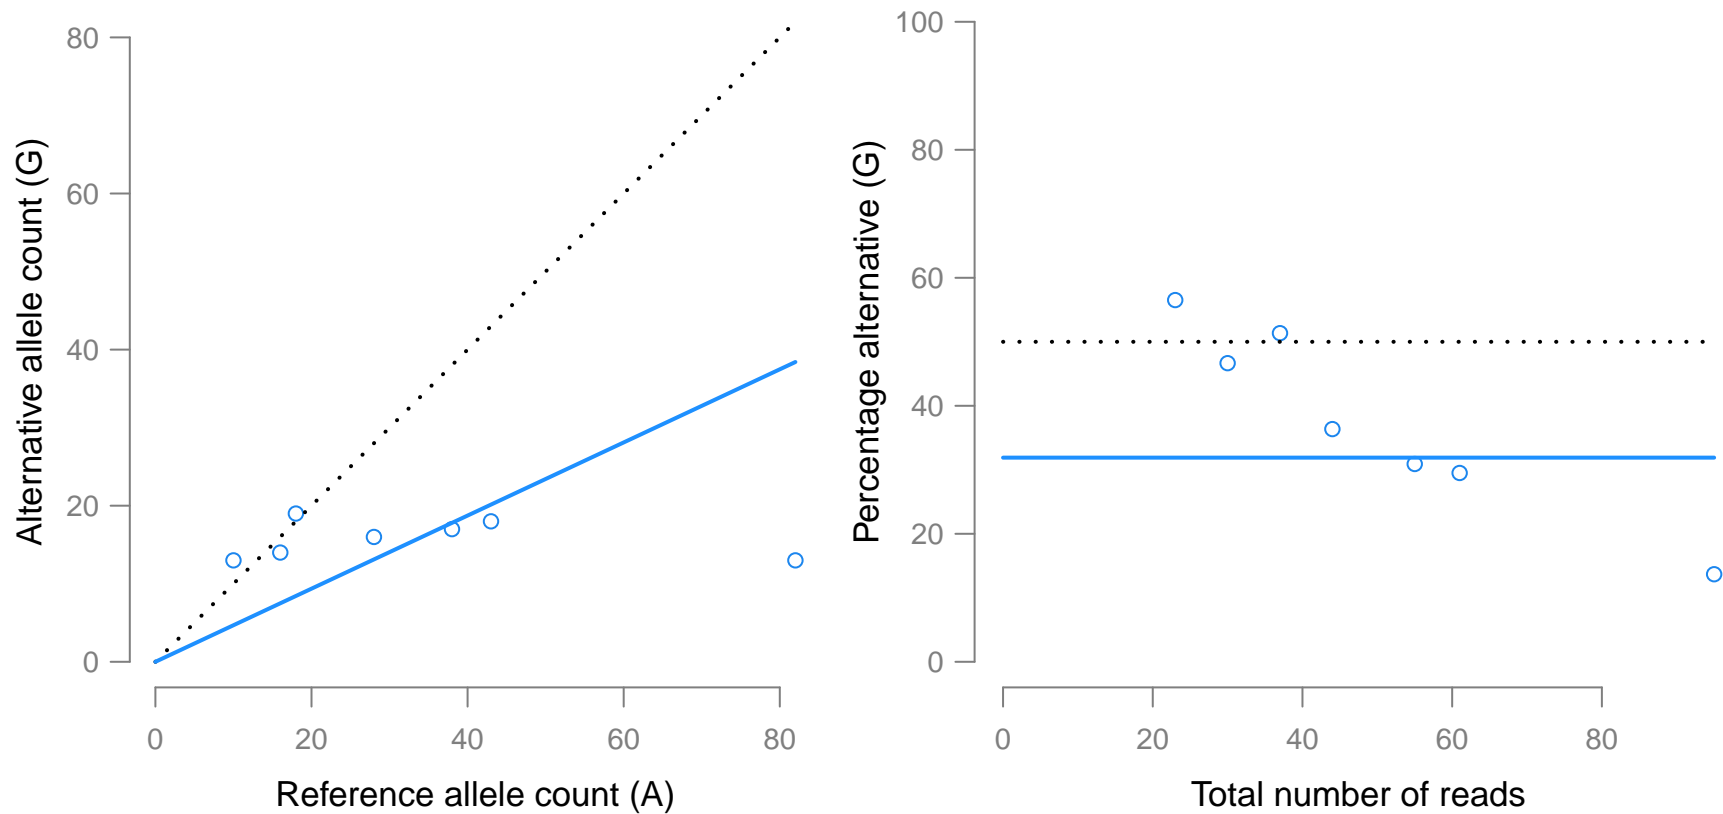 Alternative allele count (G)
80
60
40
20
0
0 20 40 60 80
Reference allele count (A)
Percentage alternative (G)
100
80
60
40
20
0
0 20 40 60 80
Total number of reads